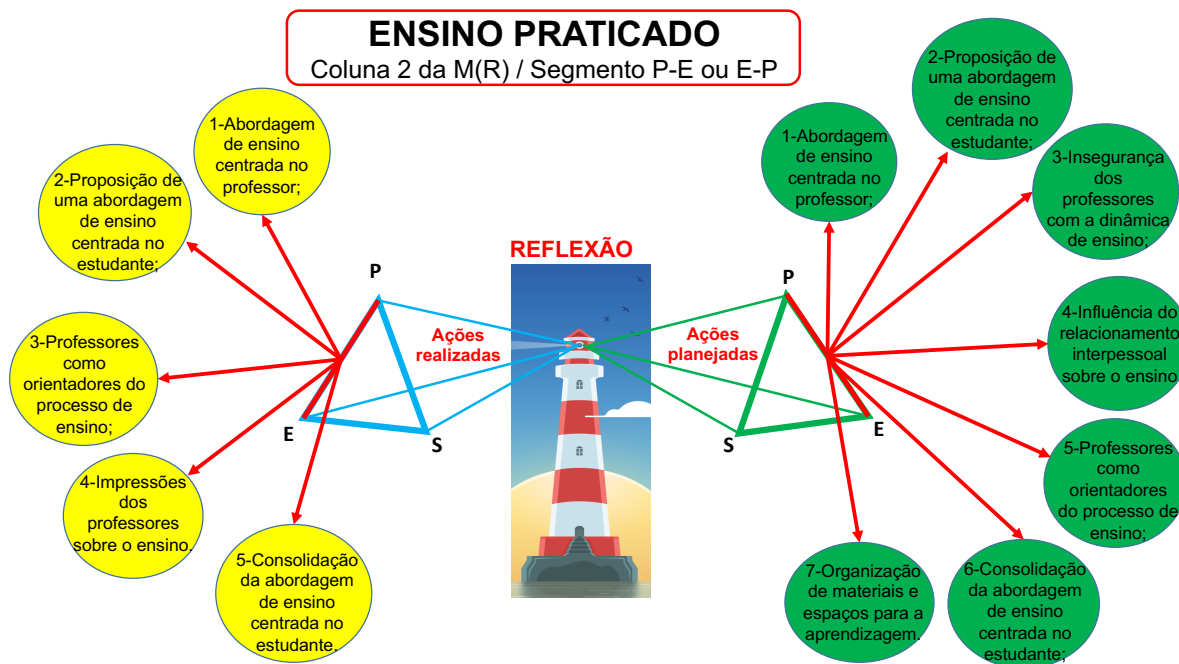 ENSINO PRATICADO
Coluna 2 da M(R) / Segmento P-E ou E-P
1-Abordagem
de ensino
centrada no
professor;
2-Proposição de
uma abordagem
de ensino
centrada no
estudante;
3-Professores
como
orientadores do
processo de
ensino;
4-Impressões
dos
professores
sobre o ensino.
5-Consolidação
da abordagem
de ensino
centrada no
estudante.
P
E
S
Ações
realizadas
REFLEXÃO
Ações
planejadas
P
S
E
1-Abordagem
de ensino
centrada no
professor;
2-Proposição de
uma abordagem
de ensino
centrada no
estudante;
3-Insegurança
dos
professores
com a dinâmica
de ensino;
4-Influência do
relacionamento
interpessoal
sobre o ensino
5-Professores
como
orientadores
do processo de
ensino;
6-Consolidação
da abordagem
de ensino
centrada no
estudante;
7-Organização
de materiais e
espaços para a
aprendizagem.